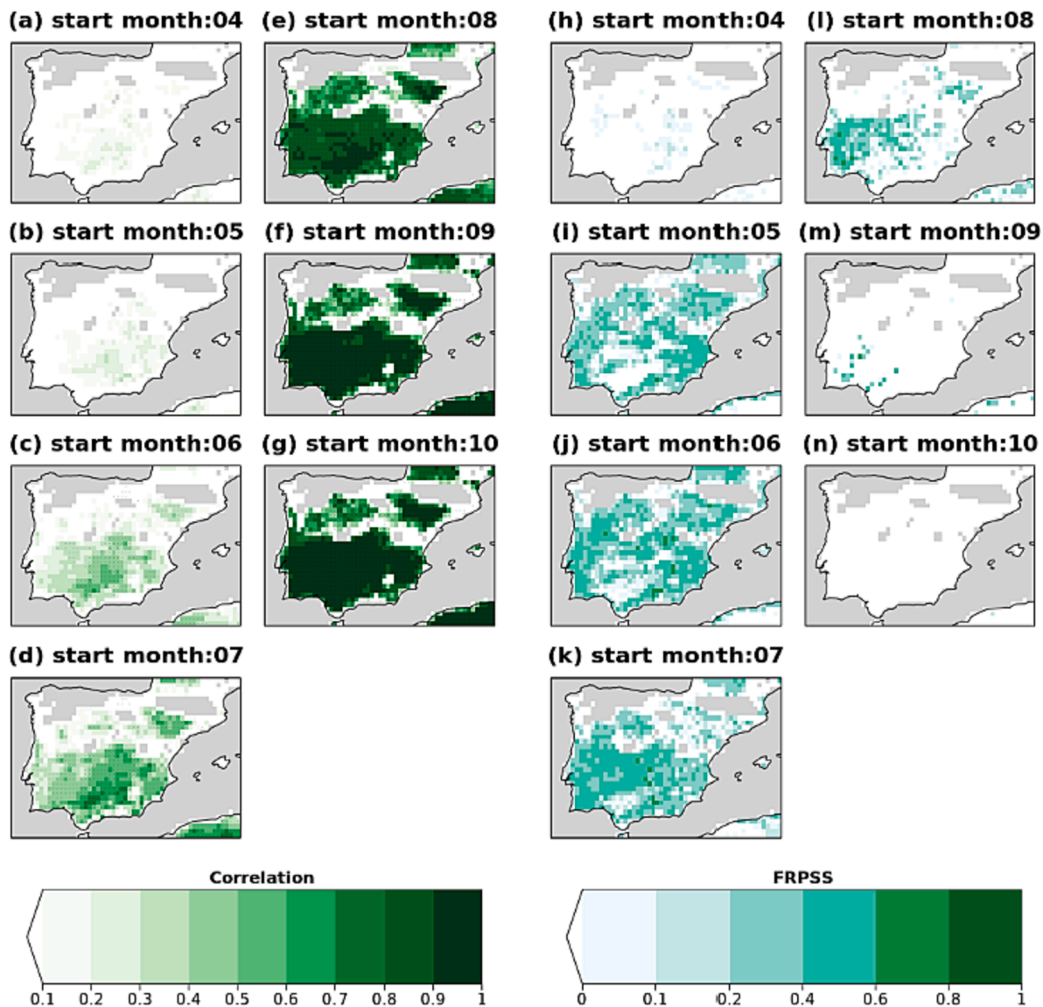 (a) start month:04 (e) start month:08 (h) start month:04 (l) start month:08
(b) start month:05 (f) start month:09 (i) start month:05 (m) start month:09
(c) start month:06 (g) start month:10 (j) start month:06 (n) start month:10
(d) start month:07 (k) start month:07
Correlation FRPSS
0.1 0.2 0.3 0.4 0.5 0.6 0.7 0.8 0.9 1 0 0.1 0.2 0.4 0.6 0.8 1